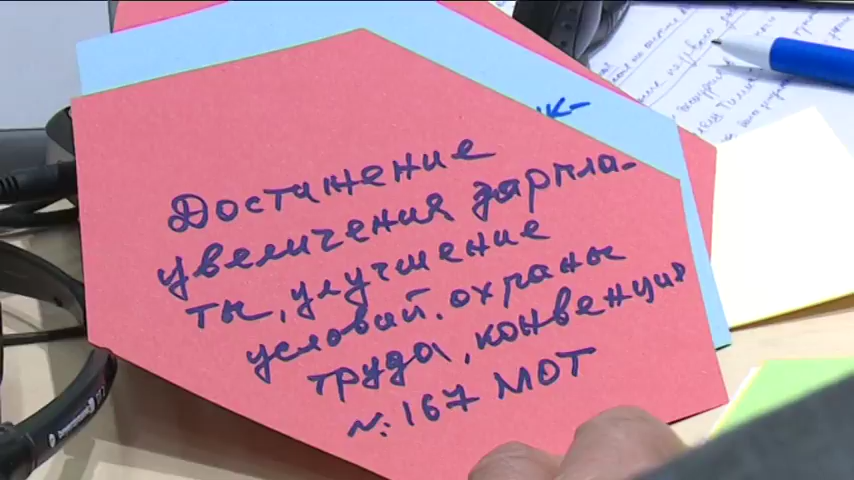 Достижение
увеличения зарпла-
ты, улучшение
условий. охраны
труда, конвенция
№: 167 МОТ